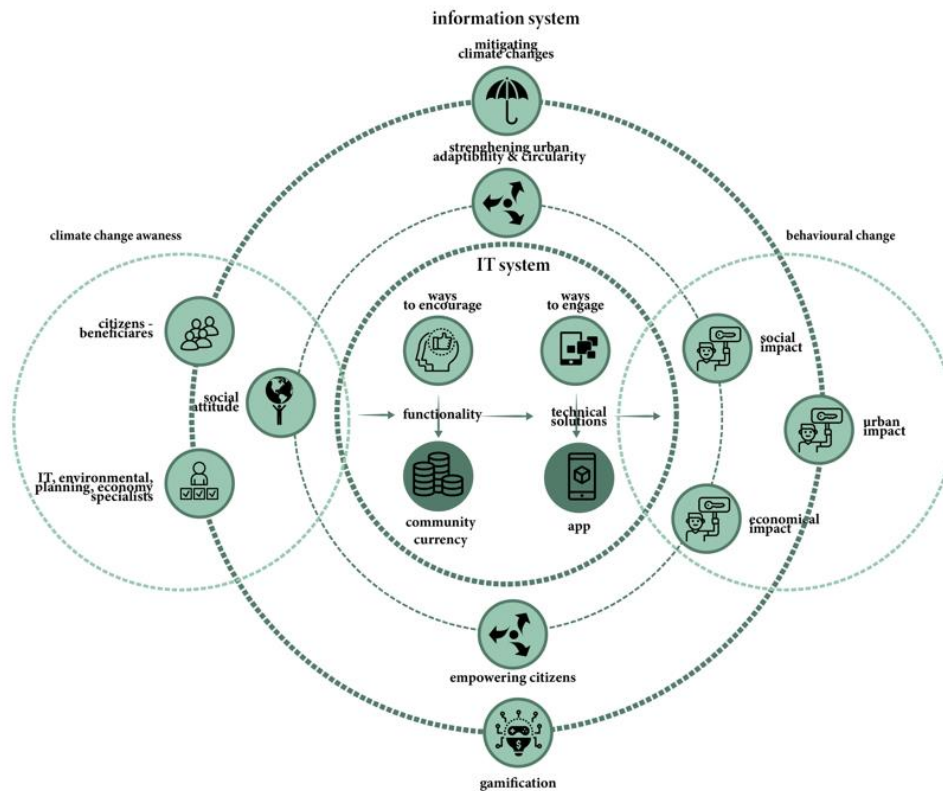 information system
mitigating
climate changes
strenghening urban
adaptibility & circularity
climate change awaness
behavioural change
IT system
ways
to encourage
ways
to engage
citizens -
beneficiares
social
impact
social
attitude
functionality
technical
solutions
urban
impact
IT, environmental,
planning, economy
specialists
community
currency
app
economical
impact
empowering citizens
gamification